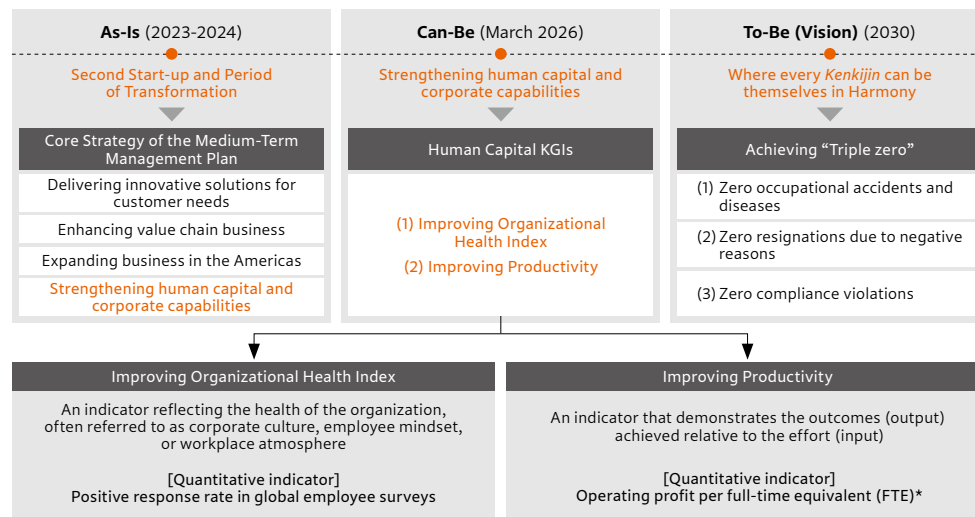 As-Is (2023-2024)
Second Start-up and Period
of Transformation
Core Strategy of the Medium-Term
Management Plan
Delivering innovative solutions for
customer needs
Enhancing value chain business
Expanding business in the Americas
Strengthening human capital and
corporate capabilities
Can-Be (March 2026)
Strengthening human capital and
corporate capabilities
Human Capital KGIs
(1) Improving Organizational
Health Index
(2) Improving Productivity
To-Be (Vision) (2030)
Where every Kenkijin can be
themselves in Harmony
Achieving “Triple zero”
(1) Zero occupational accidents and
diseases
(2) Zero resignations due to negative
reasons
(3) Zero compliance violations
Improving Organizational Health Index
An indicator reflecting the health of the organization,
often referred to as corporate culture, employee mindset,
or workplace atmosphere
[Quantitative indicator]
Positive response rate in global employee surveys
Improving Productivity
An indicator that demonstrates the outcomes (output)
achieved relative to the effort (input)
[Quantitative indicator]
Operating profit per full-time equivalent (FTE)*